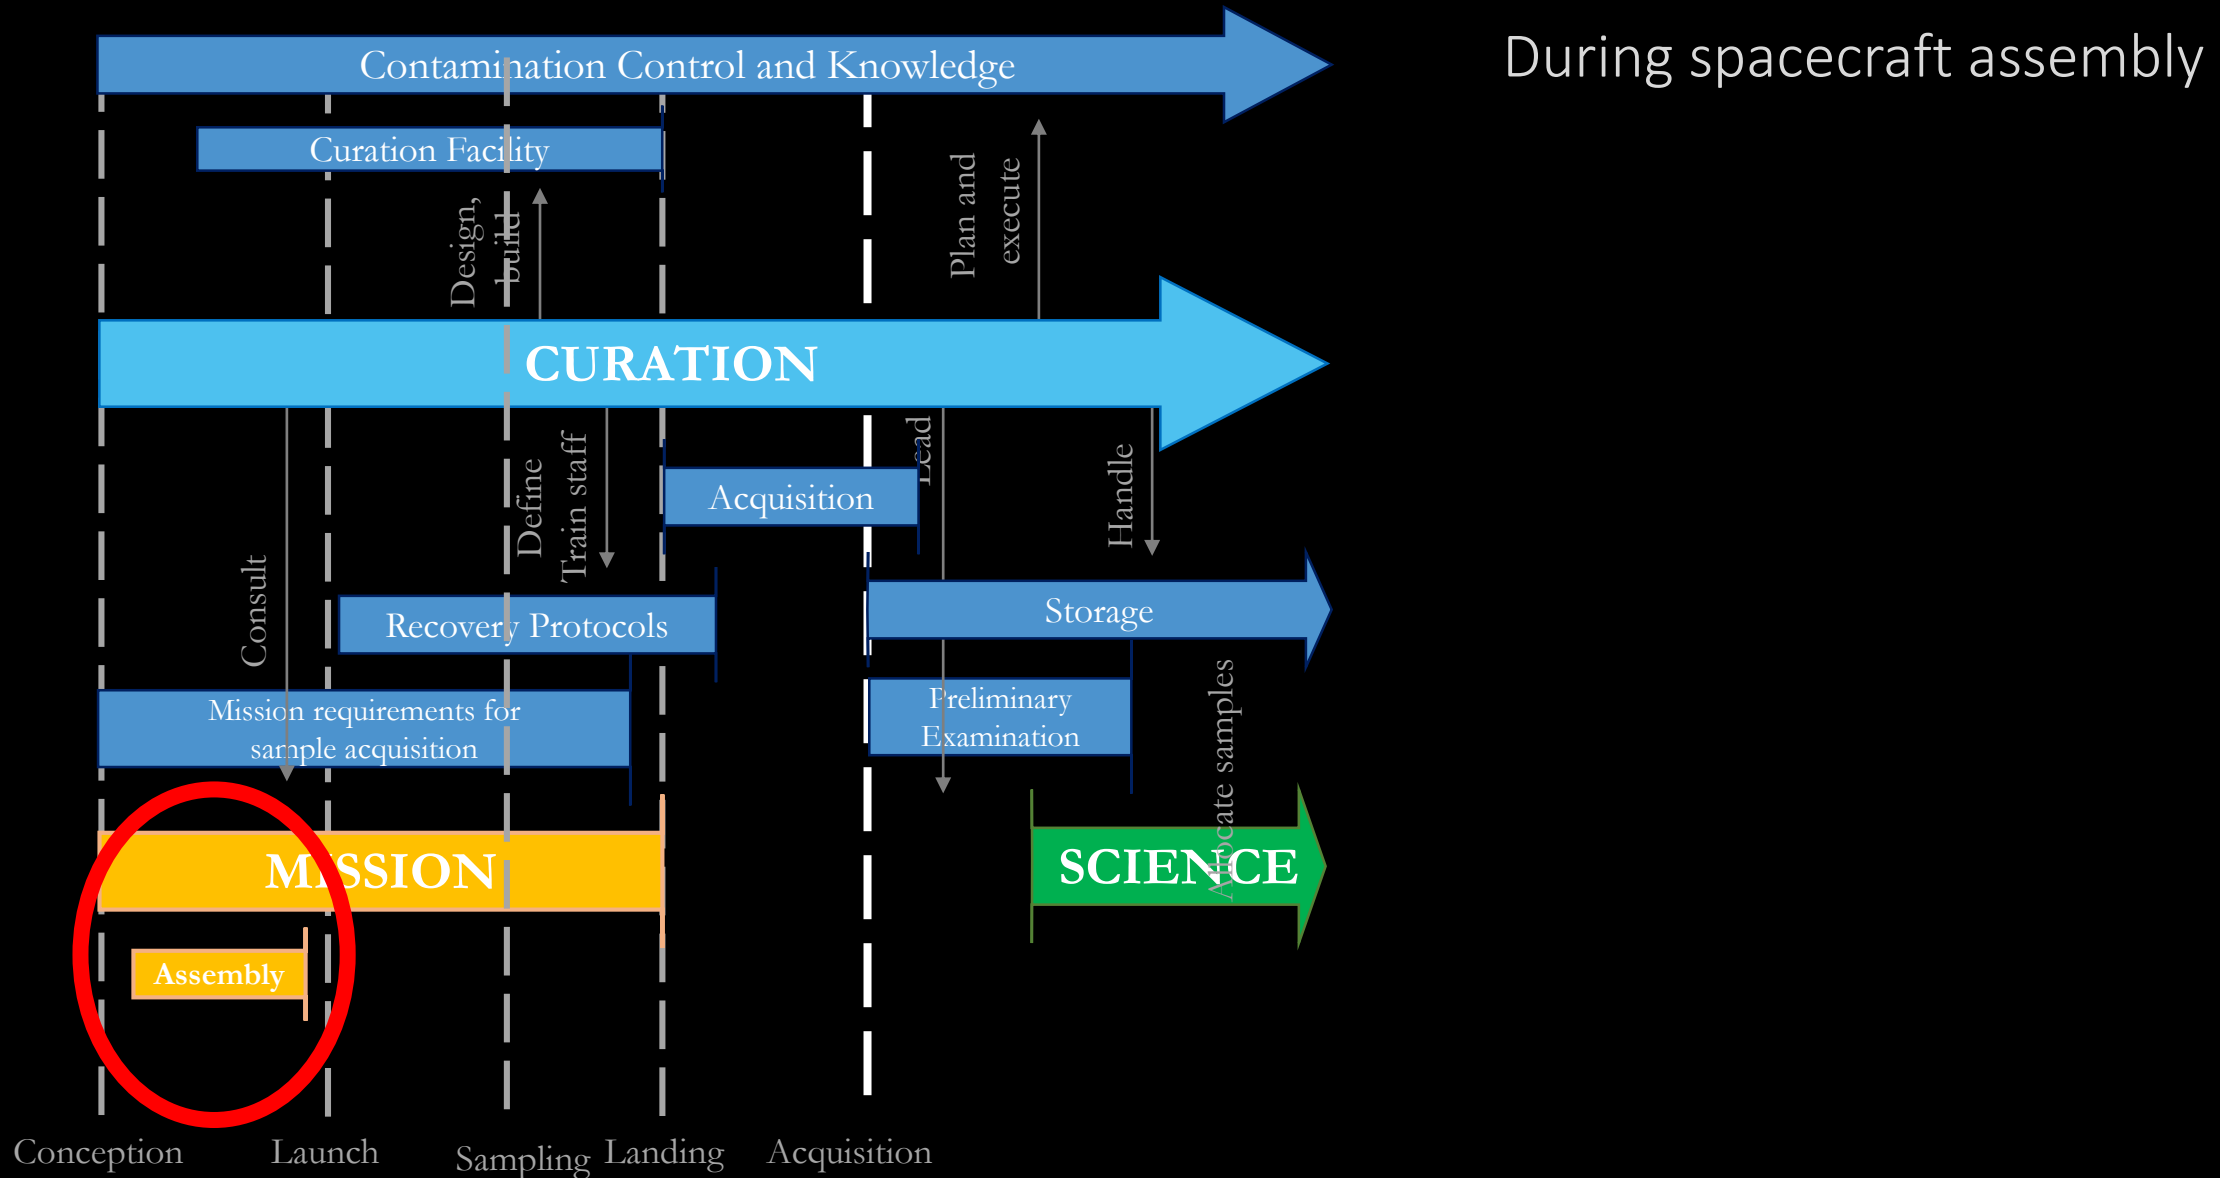 Contamination Control and Knowledge
During spacecraft assembly
Curation Facility
Design,
build
Plan and
execute
CURATION
Consult
Define
Train staff
Lead
Handle
Acquisition
Recovery Protocols
Storage
Mission requirements for
sample acquisition
Preliminary
Examination
Allocate samples
MISSION
SCIENCE
Assembly
Conception
Launch
Sampling
Landing
Acquisition